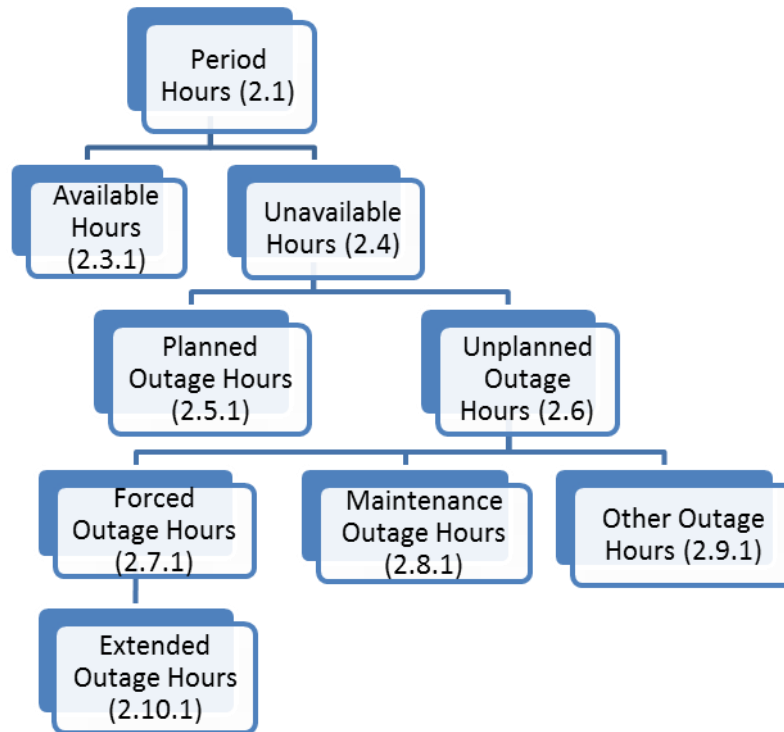 Period
Hours (2.1)
Available
Hours
(2.3.1)
Unavailable
Hours (2.4)
Planned
Outage Hours
(2.5.1)
Unplanned
Outage
Hours (2.6)
Forced
Outage Hours
(2.7.1)
Maintenance
Outage Hours
(2.8.1)
Other Outage
Hours (2.9.1)
Extended
Outage Hours
(2.10.1)